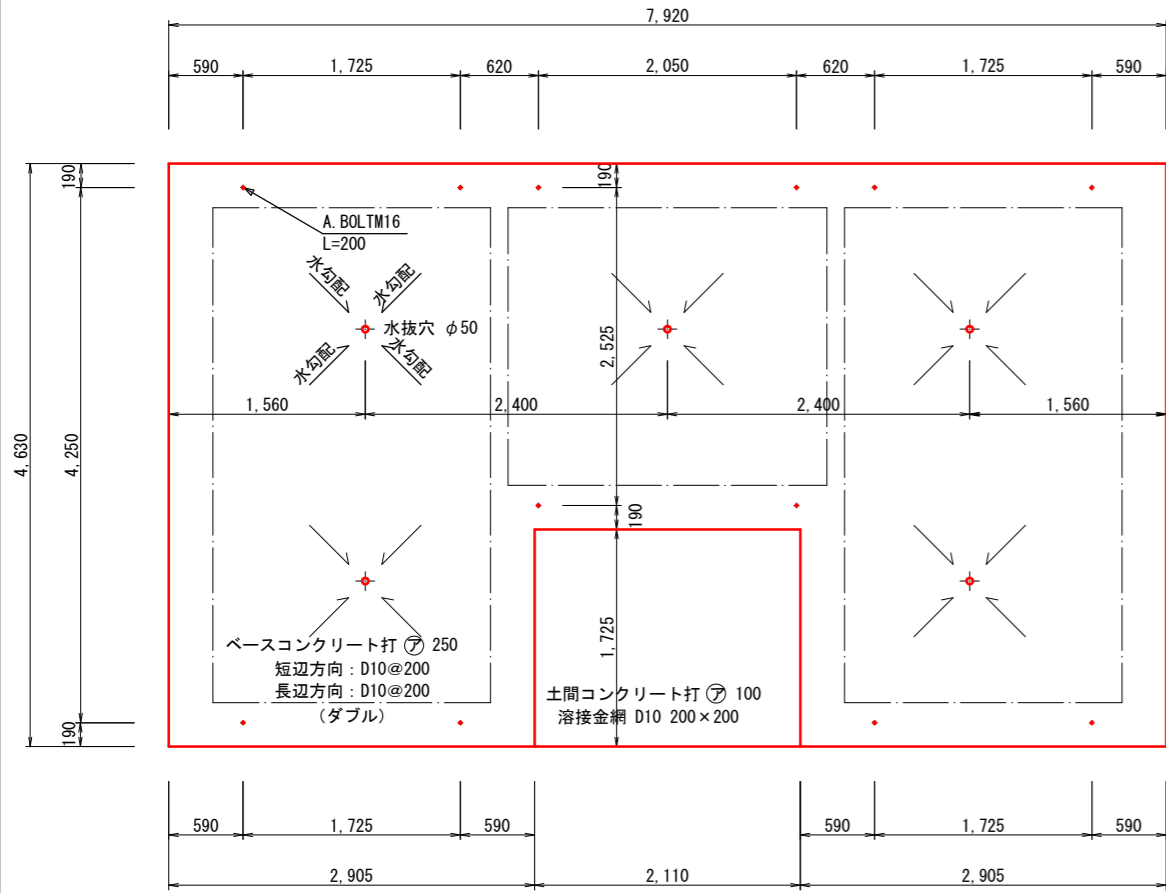 7,920
590 1,725 620 2,050 620 1,725 590
190 190
A.BOLTM16
L=200
水勾配 水勾配
水抜穴 φ50
水勾配 水勾配
2,525
1,560 2,400 2,400 1,560
4,630 4,250
190
1,725
ベースコンクリート打 ㋐ 250
短辺方向：D10@200
長辺方向：D10@200
（ダブル）
土間コンクリート打 ㋐ 100
溶接金網 D10 200×200
190
590 1,725 590 590 1,725 590
2,905 2,110 2,905